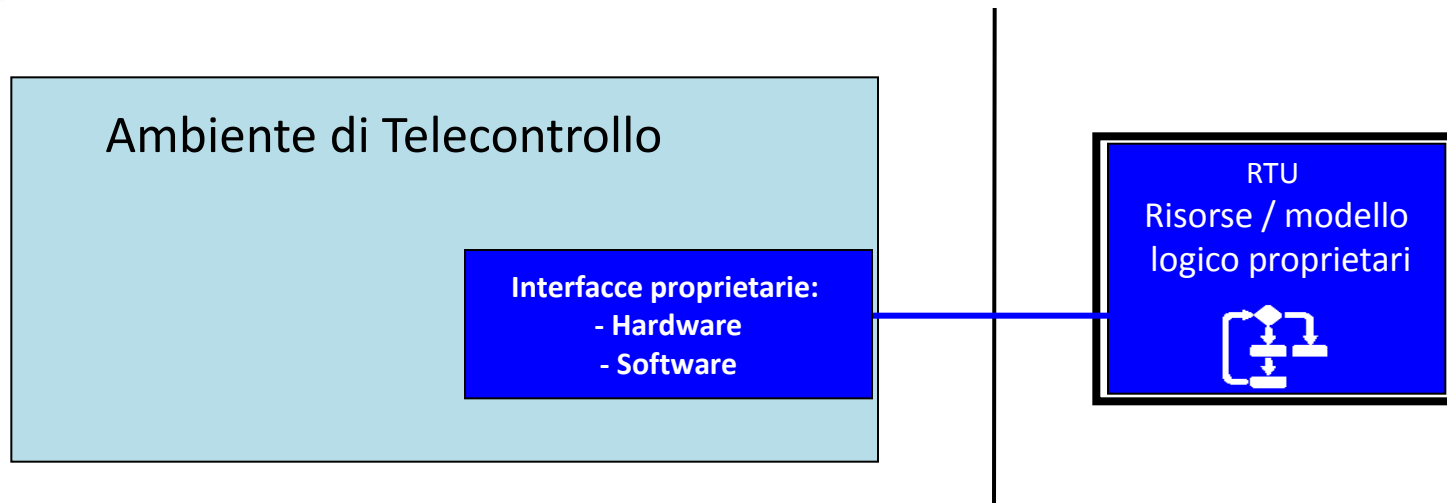 Ambiente di Telecontrollo
Interfacce proprietarie:
- Hardware
- Software
RTU
Risorse / modello
logico proprietari